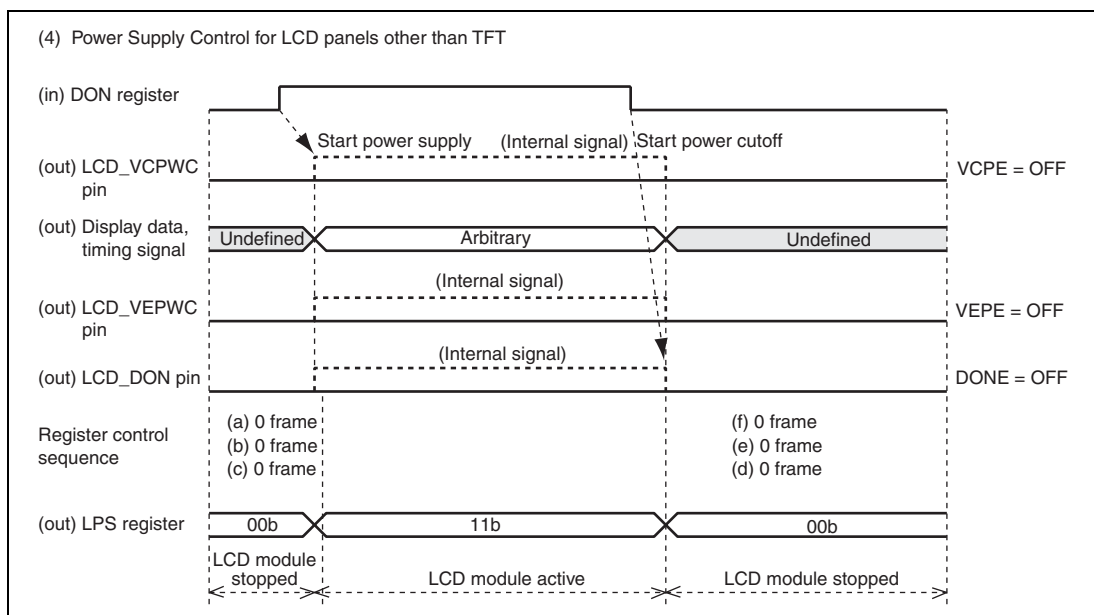 (4) Power Supply Control for LCD panels other than TFT
(in) DON register
Start power supply
(Internal signal)
Start power cutoff
(out) LCD_VCPWC
pin
VCPE = OFF
(out) Display data,
timing signal
Undefined
Arbitrary
Undefined
(Internal signal)
(out) LCD_VEPWC
pin
VEPE = OFF
(Internal signal)
(out) LCD_DON pin
DONE = OFF
Register control
sequence
(a) 0 frame
(b) 0 frame
(c) 0 frame
(f) 0 frame
(e) 0 frame
(d) 0 frame
(out) LPS register
00b
11b
00b
LCD module
stopped
LCD module active
LCD module stopped